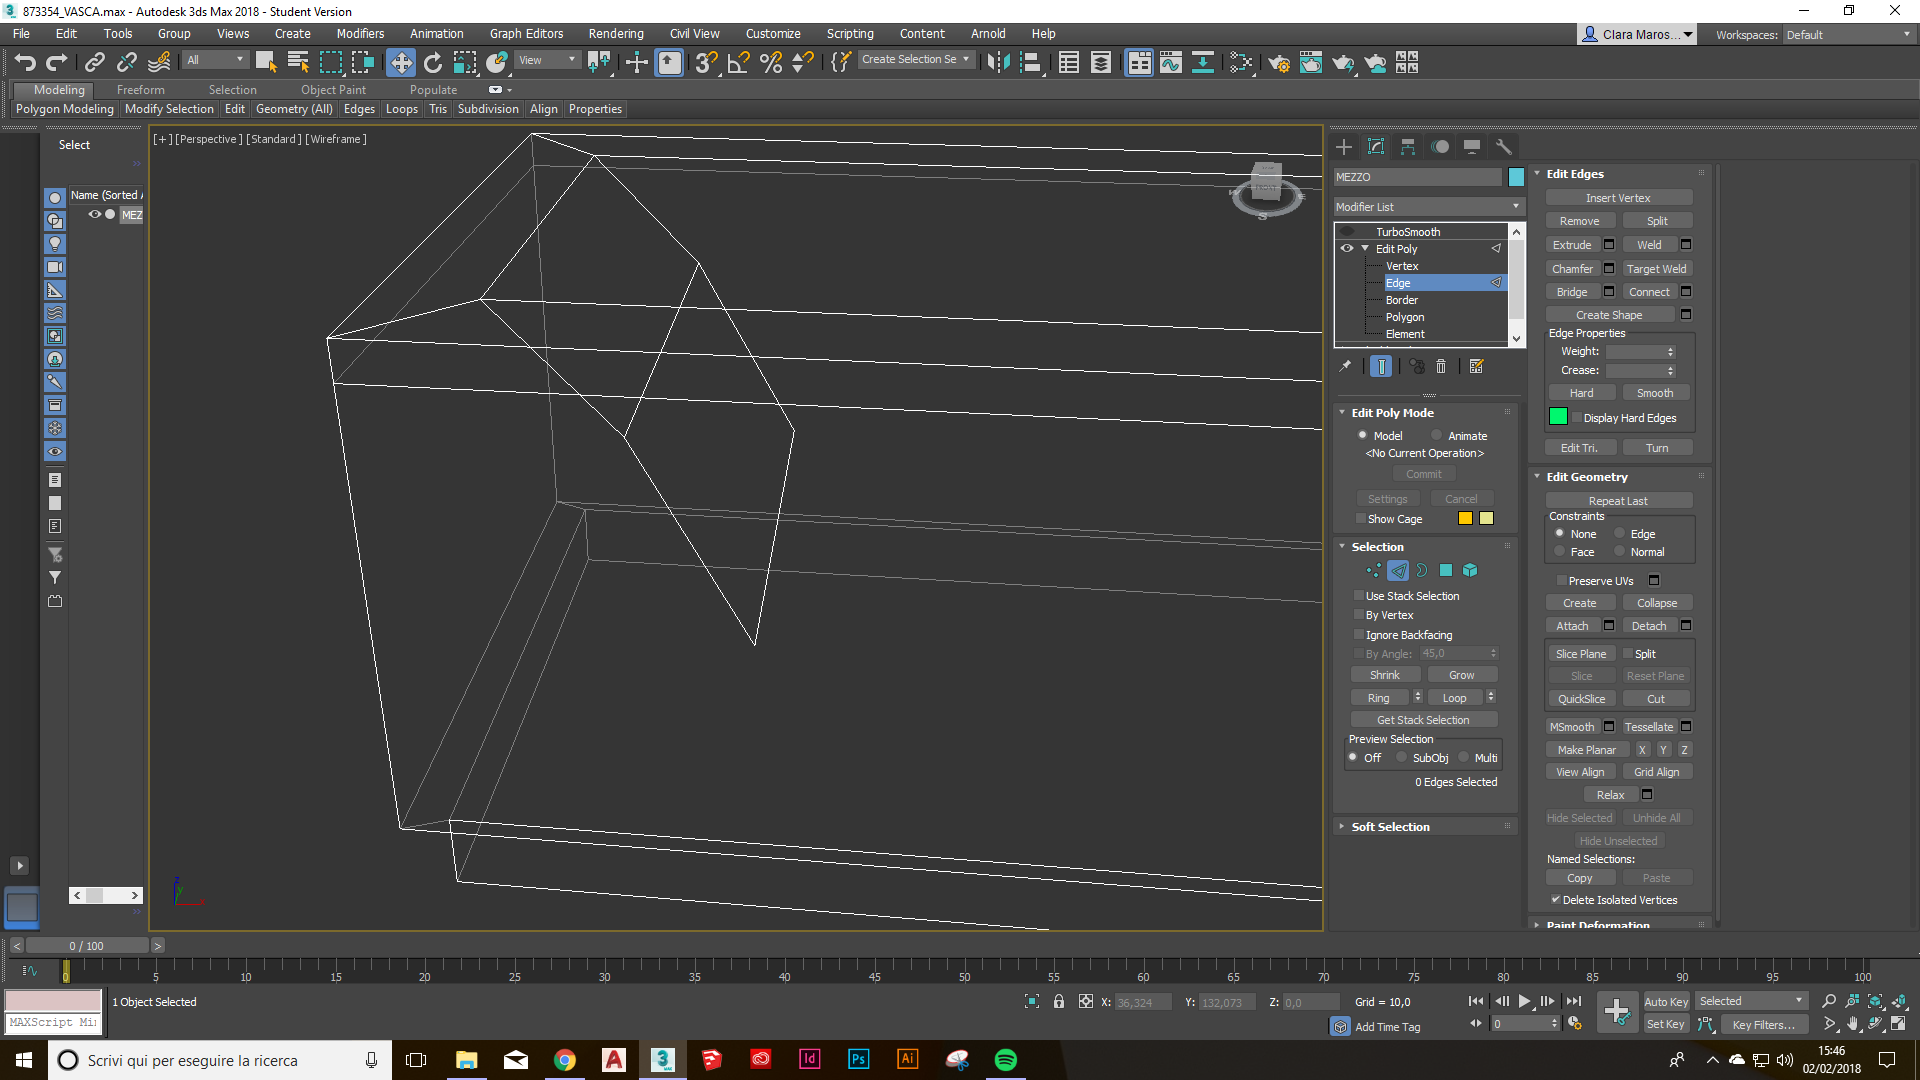 873354_VASCA.max - Autodesk 3ds Max 2018 - Student Version
File Edit Tools Group Views Create Modifiers Animation Graph Editors Rendering Civil View Customize Scripting Content Arnold Help
Clara Maros... Workspaces: Default
All View Create Selection Se
Modeling Freeform Selection Object Paint Populate
Polygon Modeling Modify Selection Edit Geometry (All) Edges Loops Tris Subdivision Align Properties
Select
Name (Sorted A
MEZ
[+] [Perspective] [Standard] [Wireframe]
FRONT
S
MEZZO
Modifier List
TurboSmooth
Edit Poly
Vertex
Edge
Border
Polygon
Element
Edit Poly Mode
Model Animate
<No Current Operation>
Commit
Settings Cancel
Show Cage
Selection
Use Stack Selection
By Vertex
Ignore Backfacing
By Angle: 45,0
Shrink Grow
Ring Loop
Get Stack Selection
Preview Selection
Off SubObj Multi
0 Edges Selected
Soft Selection
Edit Edges
Insert Vertex
Remove Split
Extrude Weld
Chamfer Target Weld
Bridge Connect
Create Shape
Edge Properties
Weight:
Crease:
Hard Smooth
Display Hard Edges
Edit Tri. Turn
Edit Geometry
Repeat Last
Constraints
None Edge
Face Normal
Preserve UVs
Create Collapse
Attach Detach
Slice Plane Split
Slice Reset Plane
QuickSlice Cut
MSmooth Tessellate
Make Planar X Y Z
View Align Grid Align
Relax
Hide Selected Unhide All
Hide Unselected
Named Selections:
Copy Paste
Delete Isolated Vertices
Paint Deformation
z y
< 0 / 100 >
0 5 10 15 20 25 30 35 40 45 50 55 60 65 70 75 80 85 90 95 100
1 Object Selected
X: 36,324 Y: 132,073 Z: 0,0 Grid = 10,0
Auto Key Selected
MAXScript Mi
Add Time Tag
0
Set Key Key Filters...
Scrivi qui per eseguire la ricerca
A 3 MAX Id Ps Ai
15:46
02/02/2018